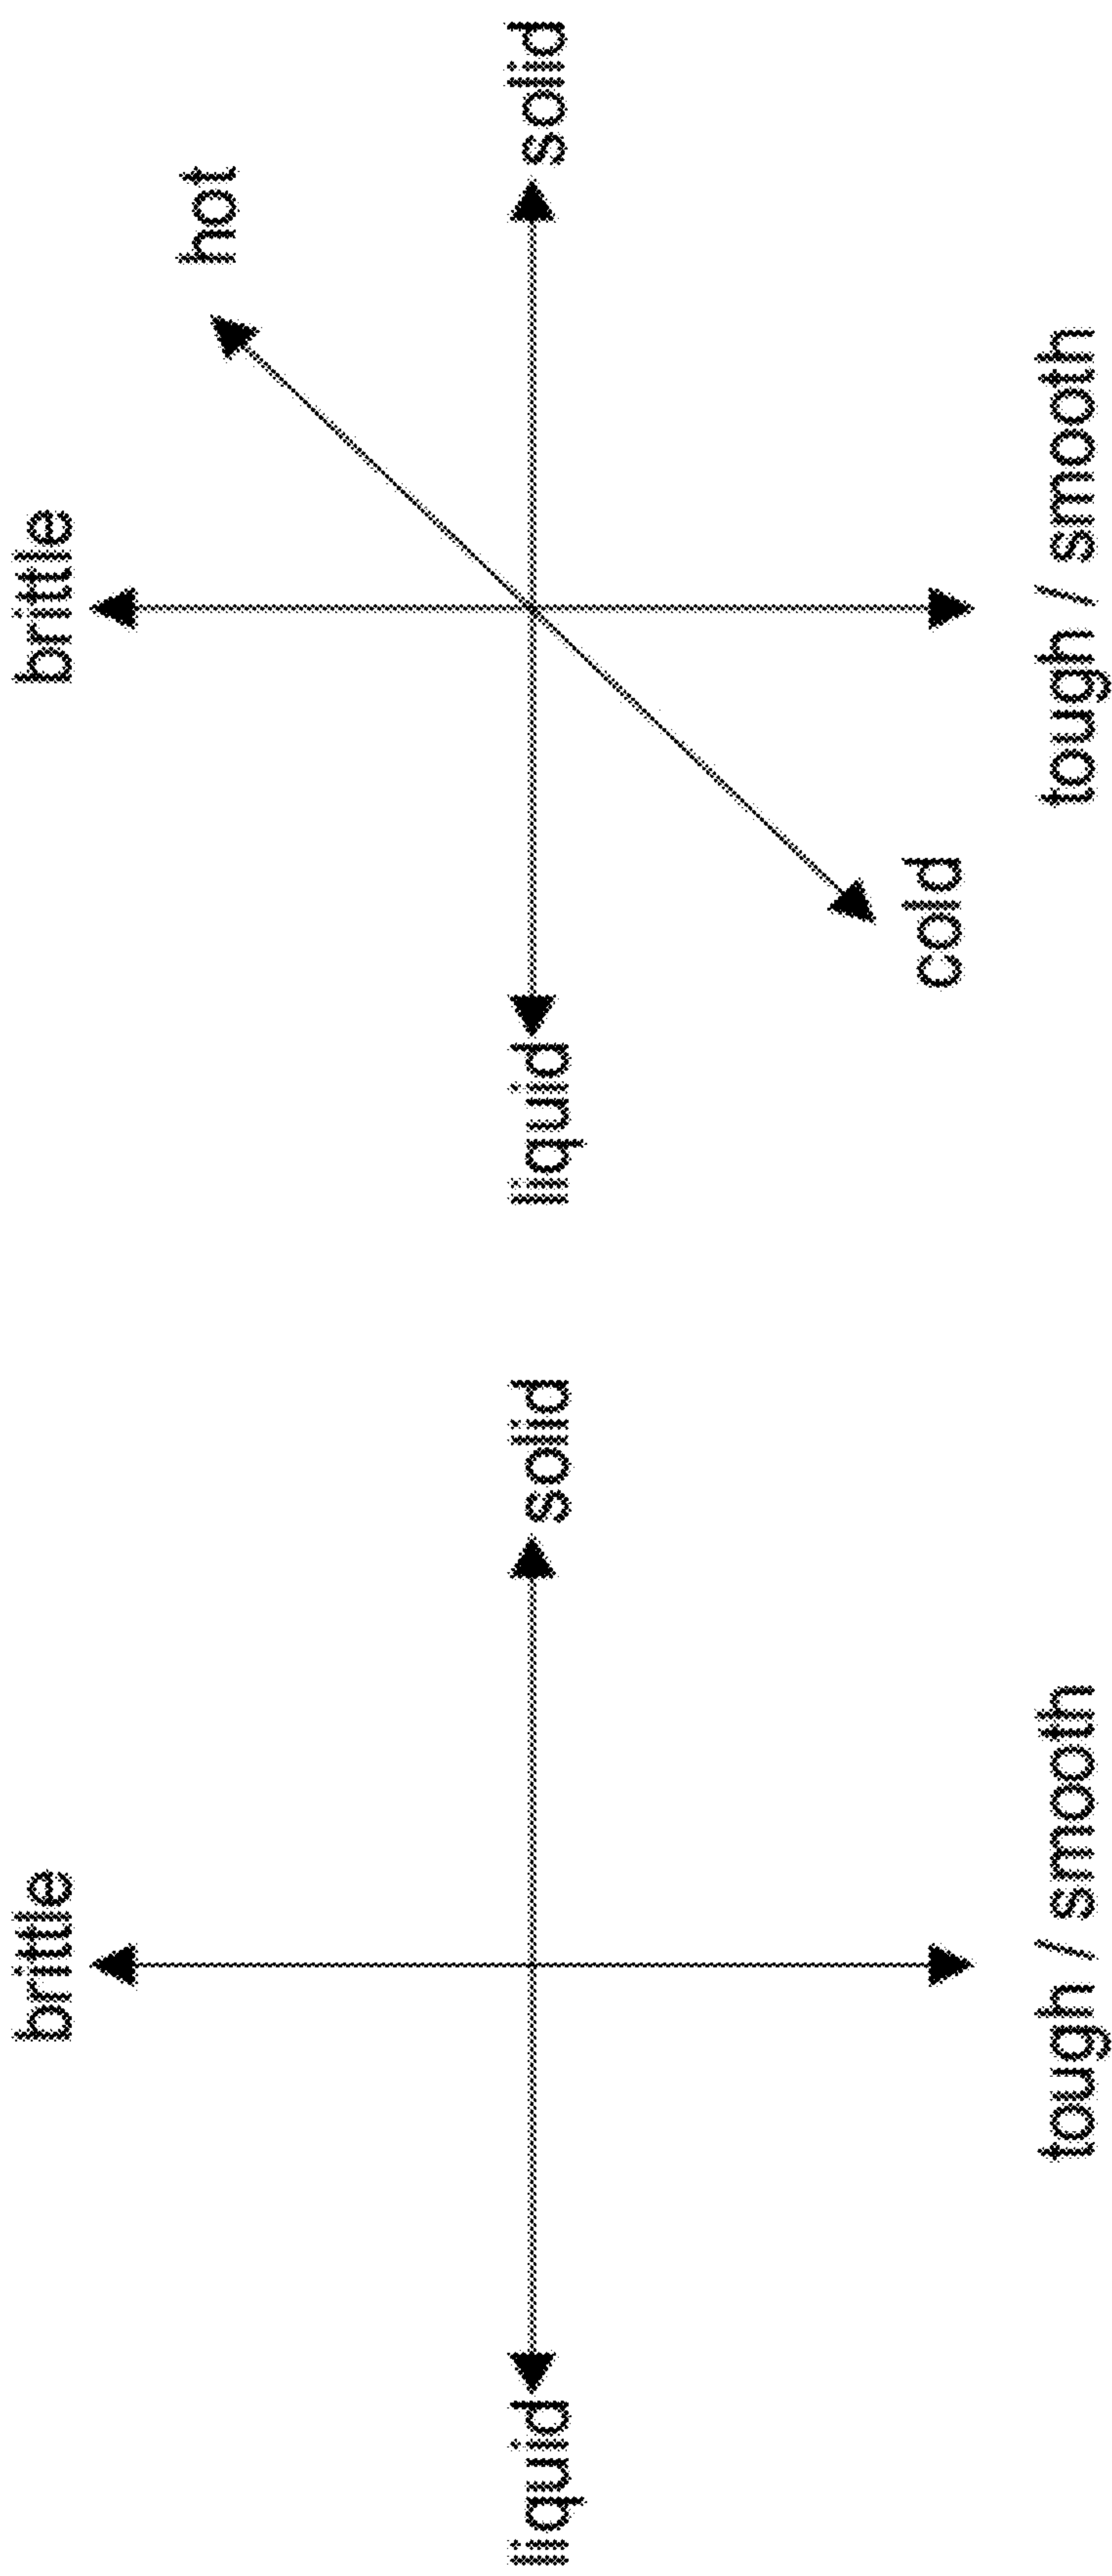 brittle
liquid
solid
tough / smooth
brittle
hot
liquid
solid
cold
tough / smooth